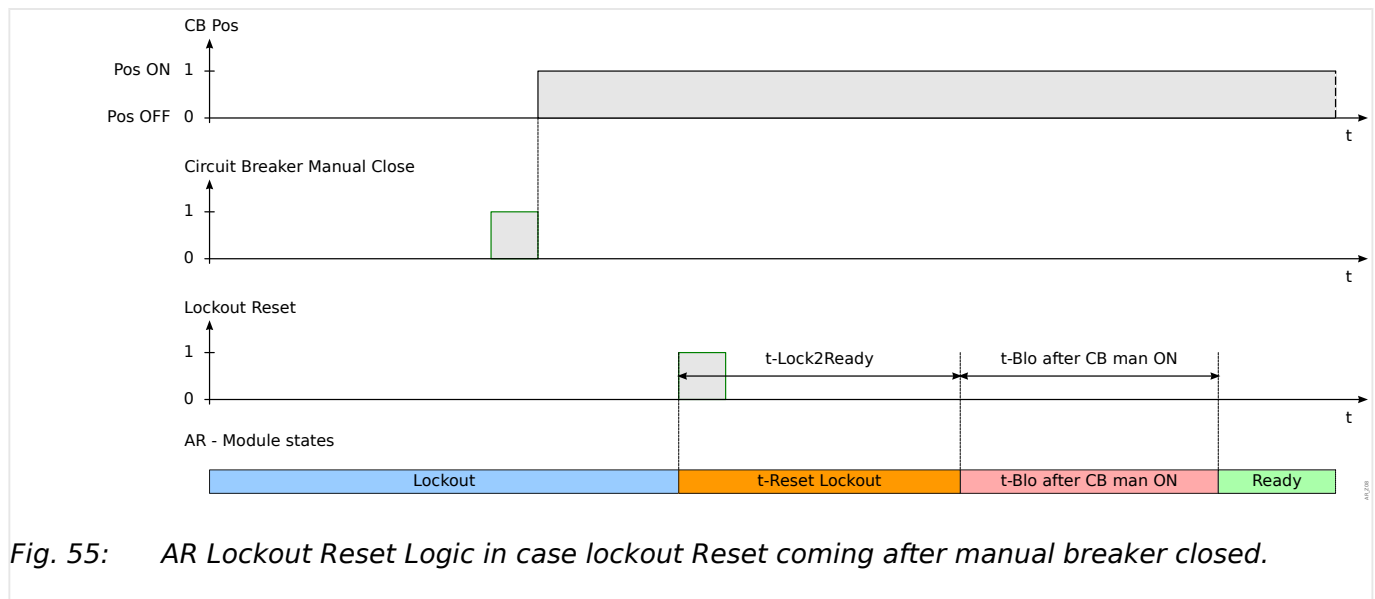 CB Pos
Pos ON 1
Pos OFF 0
t
Circuit Breaker Manual Close
1
0
t
Lockout Reset
1 t-Lock2Ready t-Blo after CB man ON
0
t
AR - Module states
Lockout t-Reset Lockout t-Blo after CB man ON Ready
Fig. 55: AR Lockout Reset Logic in case lockout Reset coming after manual breaker closed.